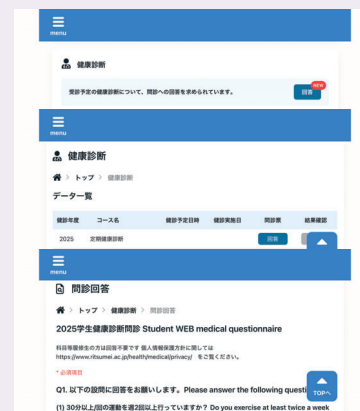 menu
健康診断
受診予定の健康診断について、問診への回答を求められています。
NEW
回答
menu
健康診断
> トップ > 健康診断
データ一覧
健診年度 コース名 健診予定日時 健診実施日 問診票 結果確認
2025 定期健康診断 回答
menu
問診回答
> トップ > 健康診断 > 問診回答
2025学生健康診断問診 Student WEB medical questionnaire
科目等履修生の方は回答不要です 個人情報保護方針に関しては
https://www.ritsumei.ac.jp/health/medical/privacy/ をご覧ください。
* 必須項目
Q1. 以下の設問に回答をお願いします。Please answer the following questi
TOPへ
(1) 30分以上/回の運動を週2回以上行っていますか? Do you exercise at least twice a week